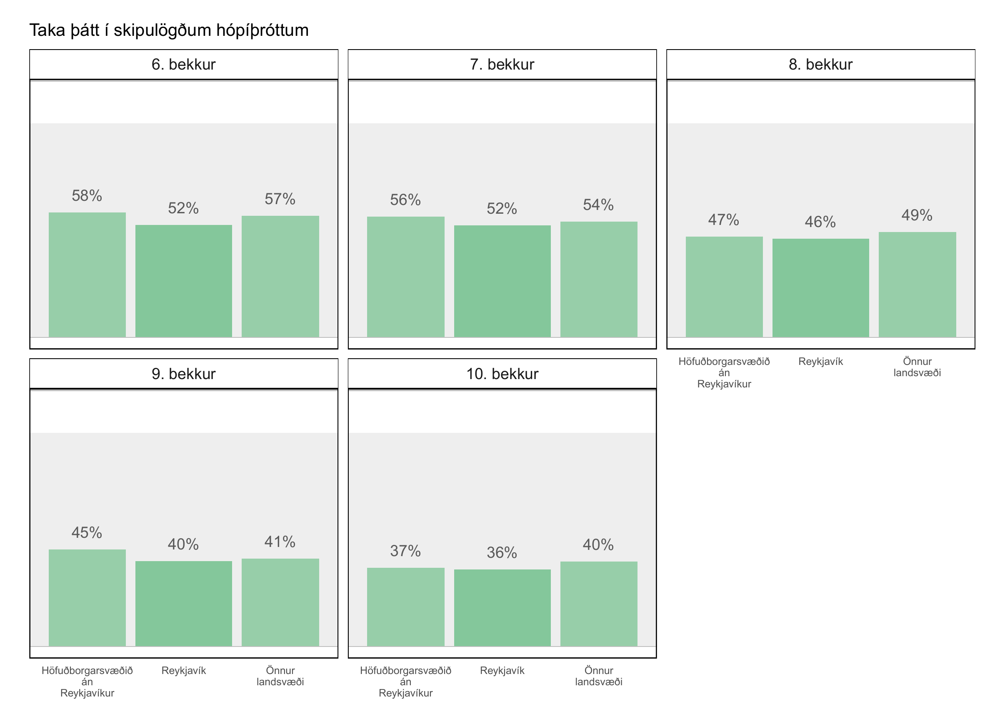 Taka þátt í skipulögðum hópíþróttum
6. bekkur
58%
52%
57%
7. bekkur
56%
52%
54%
8. bekkur
47%
46%
49%
Höfuðborgarsvæðið
án
Reykjavíkur
Reykjavík
Önnur
landsvæði
9. bekkur
45%
40%
41%
Höfuðborgarsvæðið
án
Reykjavíkur
Reykjavík
Önnur
landsvæði
10. bekkur
37%
36%
40%
Höfuðborgarsvæðið
án
Reykjavíkur
Reykjavík
Önnur
landsvæði